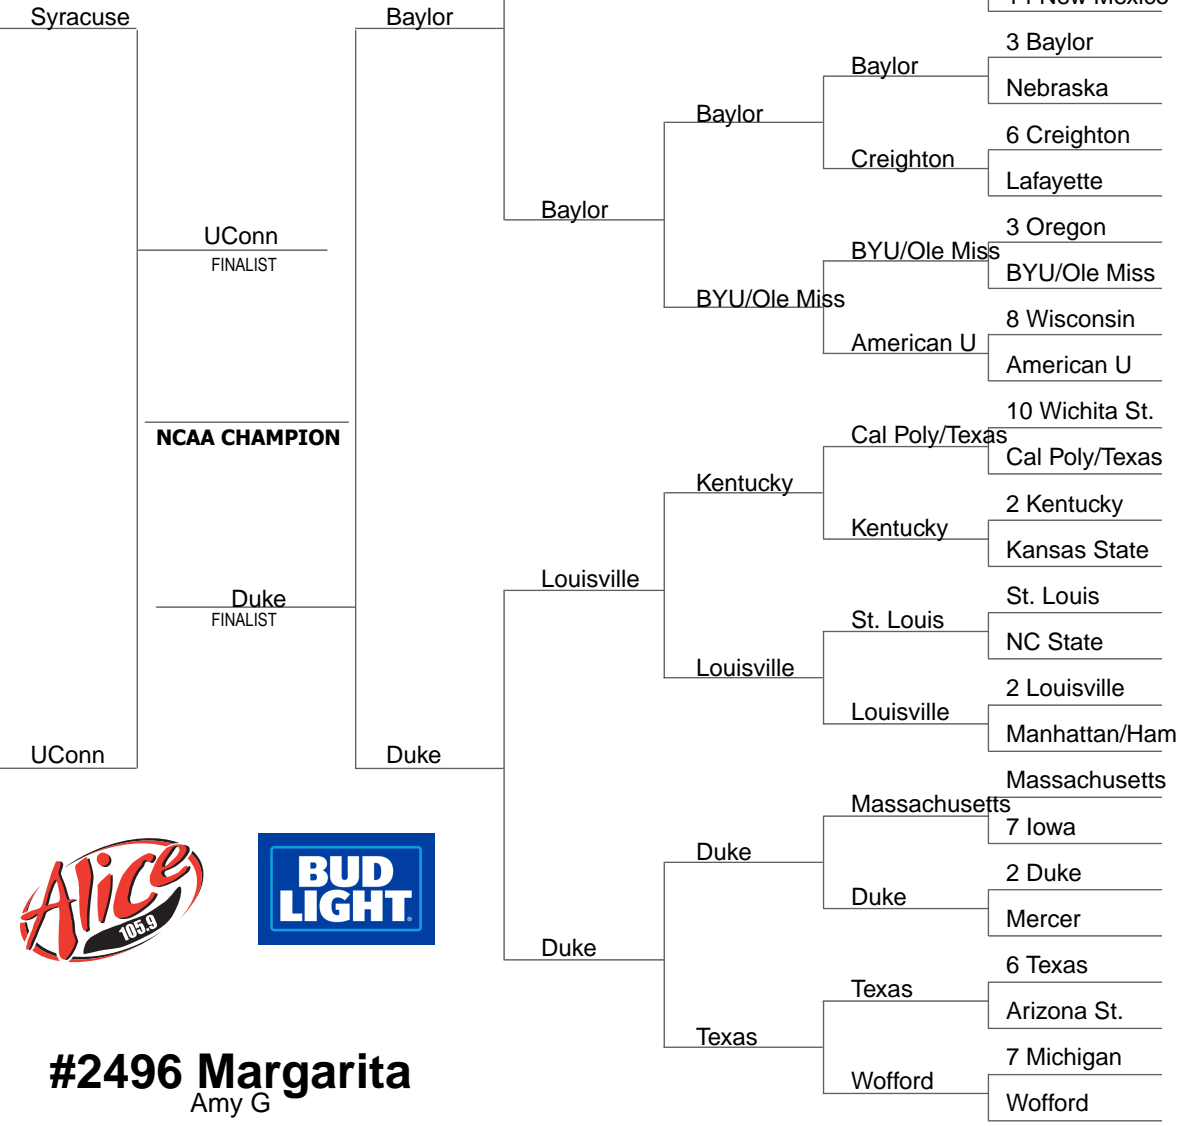 Syracuse
Baylor
14 New Mexico
3 Baylor
Baylor
Nebraska
Baylor
6 Creighton
Creighton
Lafayette
Baylor
3 Oregon
UConn
BYU/Ole Miss
FINALIST
BYU/Ole Miss
BYU/Ole Miss
8 Wisconsin
American U
American U
10 Wichita St.
NCAA CHAMPION
Cal Poly/Texas
Cal Poly/Texas
Kentucky
2 Kentucky
Kentucky
Kansas State
Louisville
Duke
St. Louis
FINALIST
St. Louis
NC State
Louisville
2 Louisville
Louisville
Manhattan/Ham
UConn
Duke
Massachusetts
Massachusetts
7 Iowa
Duke
2 Duke
Duke
Mercer
Alice
105.9
BUD
LIGHT
Duke
6 Texas
Texas
Arizona St.
Texas
7 Michigan
Wofford
Wofford
#2496 Margarita
Amy G